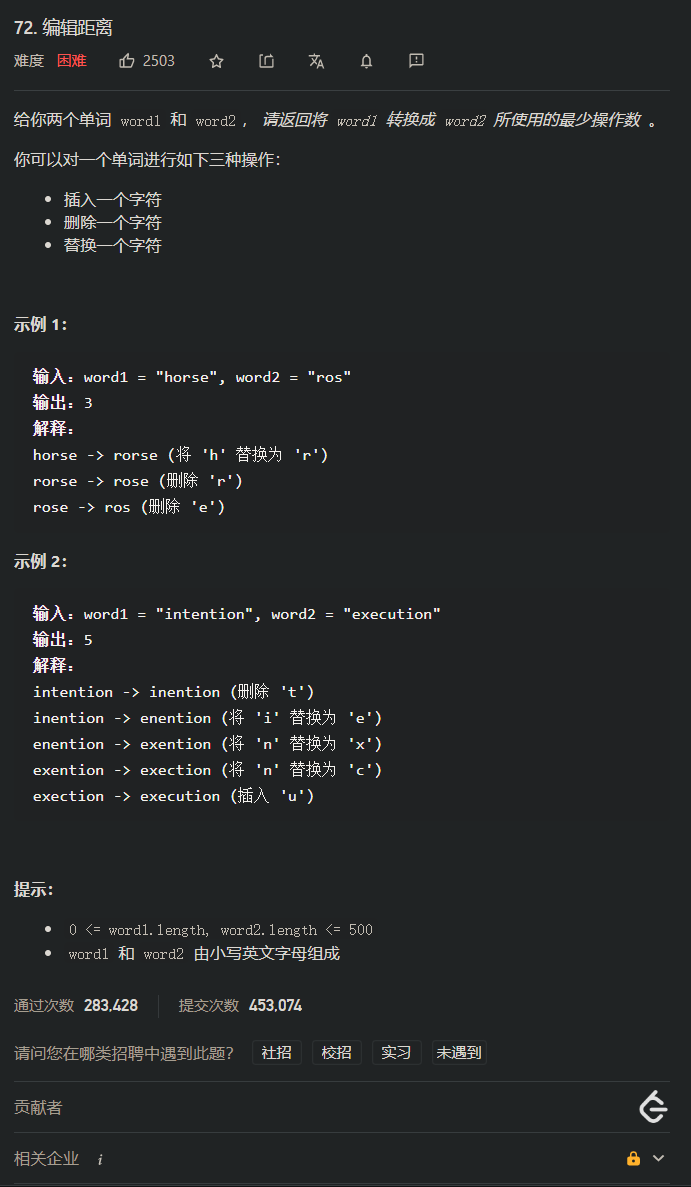 72. 编辑距离
难度 困难 2503
给你两个单词 word1 和 word2， 请返回将 word1 转换成 word2 所使用的最少操作数 。
你可以对一个单词进行如下三种操作：
• 插入一个字符
• 删除一个字符
• 替换一个字符
示例 1：
输入：word1 = "horse", word2 = "ros"
输出：3
解释：
horse -> rorse (将 'h' 替换为 'r')
rorse -> rose (删除 'r')
rose -> ros (删除 'e')
示例 2：
输入：word1 = "intention", word2 = "execution"
输出：5
解释：
intention -> inention (删除 't')
inention -> enention (将 'i' 替换为 'e')
enention -> exention (将 'n' 替换为 'x')
exention -> exection (将 'n' 替换为 'c')
exection -> execution (插入 'u')
提示：
• 0 <= word1.length, word2.length <= 500
• word1 和 word2 由小写英文字母组成
通过次数 283,428 提交次数 453,074
请问您在哪类招聘中遇到此题？ 社招 校招 实习 未遇到
贡献者
相关企业 i